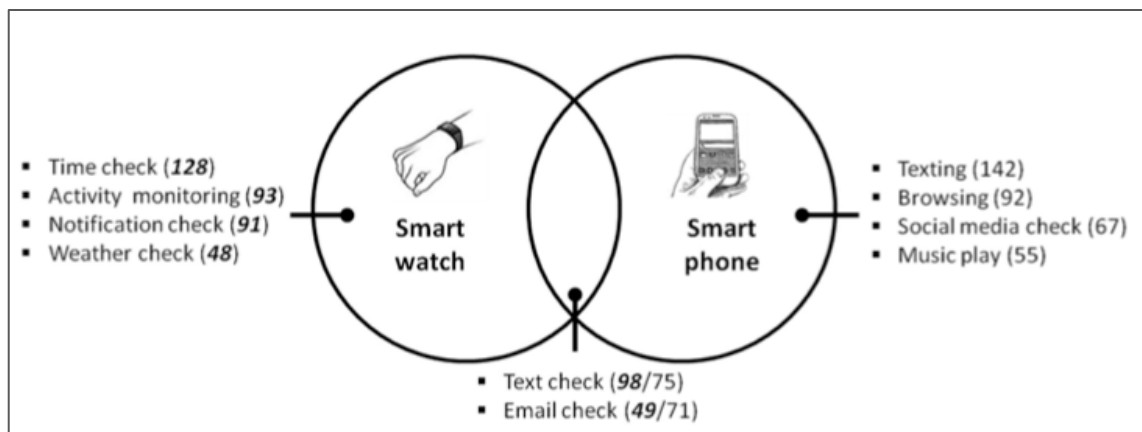 ▪ Time check (128)
▪ Activity monitoring (93)
▪ Notification check (91)
▪ Weather check (48)
Smart
watch
Smart
phone
▪ Texting (142)
▪ Browsing (92)
▪ Social media check (67)
▪ Music play (55)
▪ Text check (98/75)
▪ Email check (49/71)